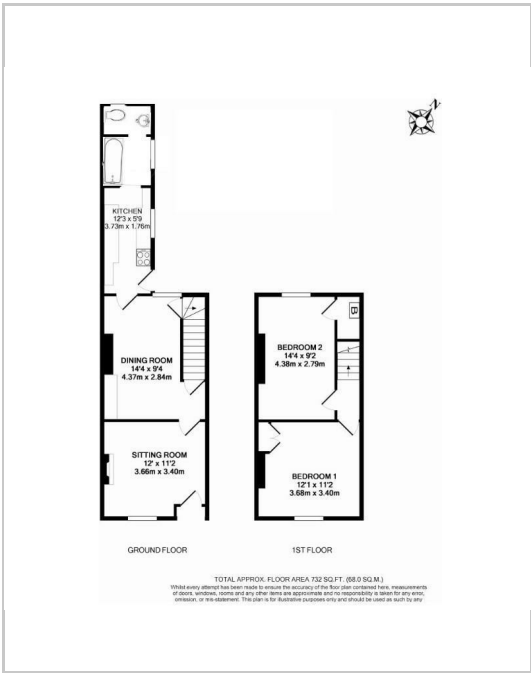 N
KITCHEN
12'3 x 5'9
3.73m x 1.76m
B
DINING ROOM
14'4 x 9'4
4.37m x 2.84m
BEDROOM 2
14'4 x 9'2
4.38m x 2.79m
SITTING ROOM
12' x 11'2
3.66m x 3.40m
BEDROOM 1
12'1 x 11'2
3.68m x 3.40m
GROUND FLOOR
1ST FLOOR
TOTAL APPROX. FLOOR AREA 732 SQ.FT. (68.0 SQ.M.)
Whilst every attempt has been made to ensure the accuracy of the floor plan contained here, measurements
of doors, windows, rooms and any other items are approximate and no responsibility is taken for any error,
omission, or mis-statement. This plan is for illustrative purposes only and should be used as such by any